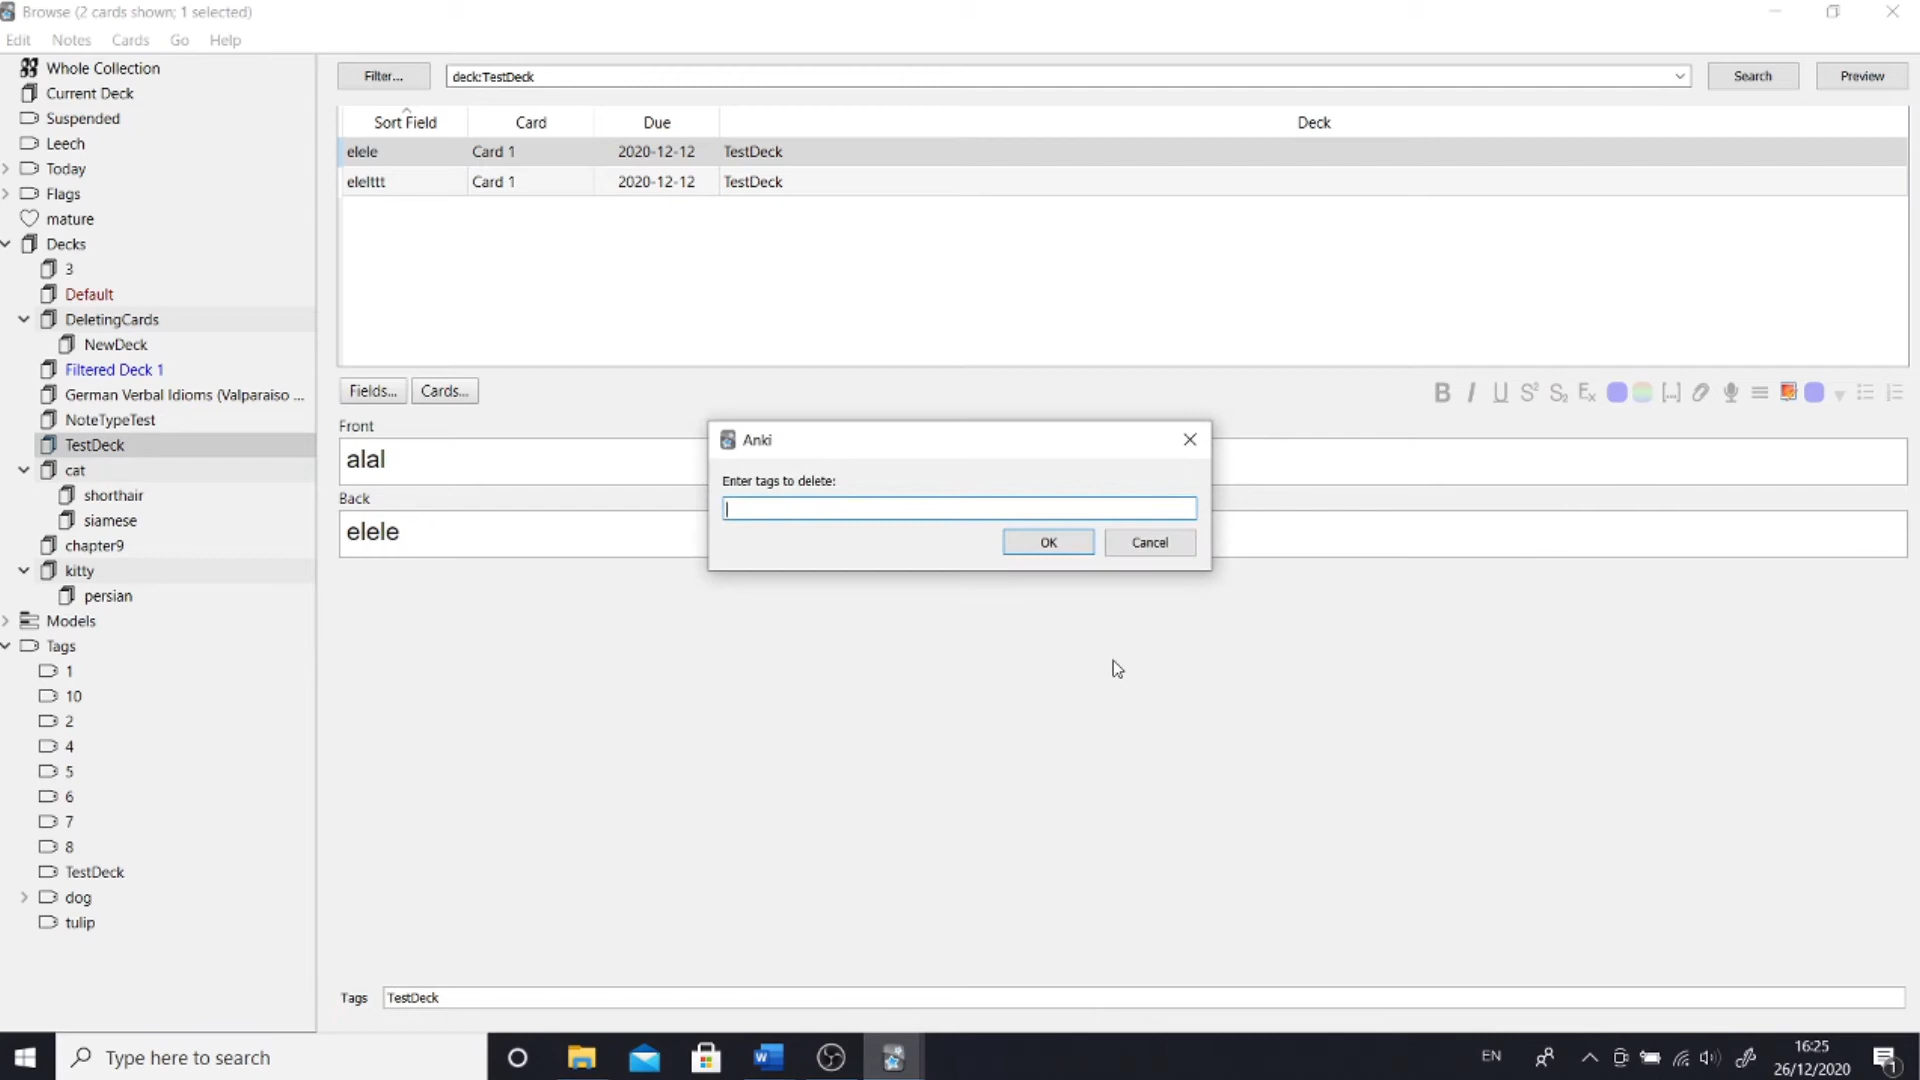 Browse (2 cards shown; 1 selected)
Edit Notes Cards Go Help
Whole Collection
Current Deck
Suspended
Leech
Today
Flags
mature
Decks
3
Default
DeletingCards
NewDeck
Filtered Deck 1
German Verbal Idioms (Valparaiso ...
NoteTypeTest
TestDeck
cat
shorthair
siamese
chapter9
kitty
persian
Models
Tags
1
10
2
4
5
6
7
8
TestDeck
dog
tulip
Filter... deck:TestDeck Search Preview
Sort Field Card Due Deck
elele Card 1 2020-12-12 TestDeck
elelttt Card 1 2020-12-12 TestDeck
Fields... Cards...
Front
alal
Back
elele
Anki
Enter tags to delete:
OK Cancel
Tags TestDeck
Type here to search
EN
16:25
26/12/2020
1